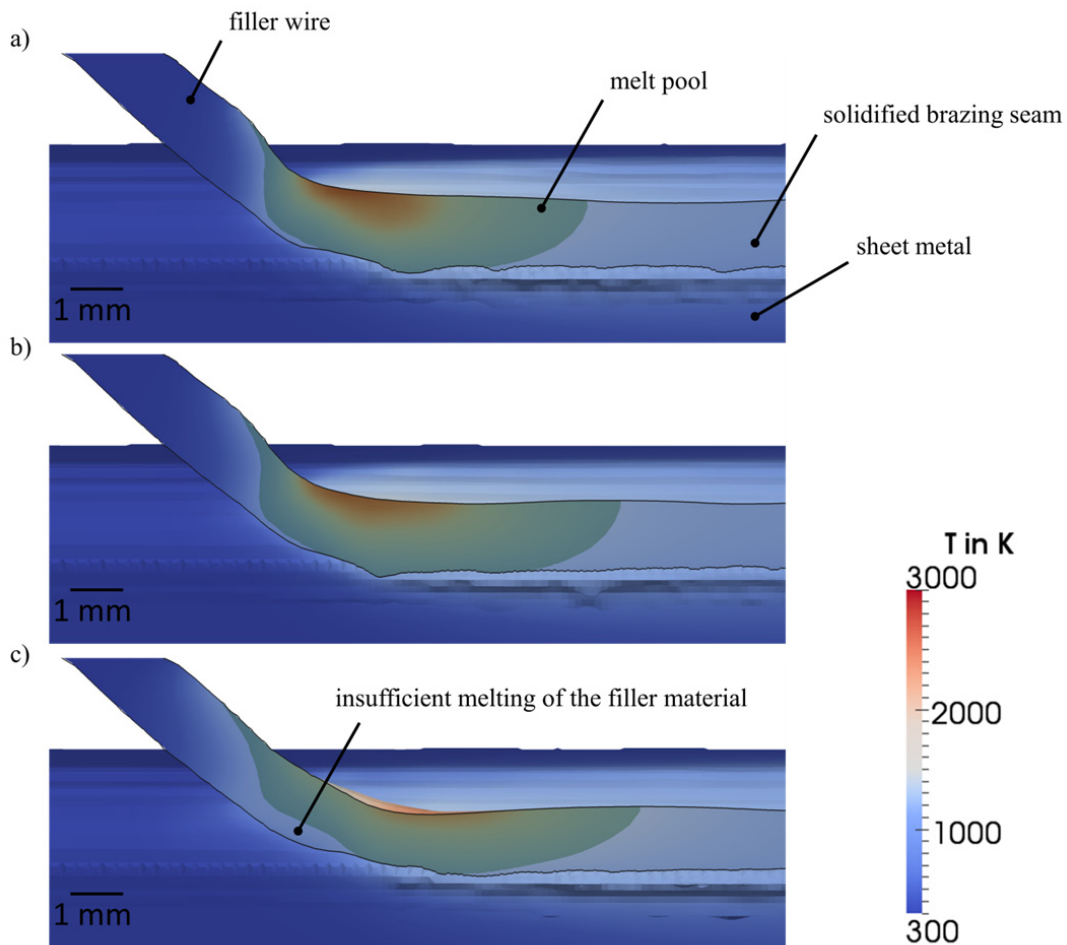 a)
filler wire
melt pool
solidified brazing seam
sheet metal
1 mm
b)
1 mm
c)
insufficient melting of the filler material
1 mm
T in K
3000
2000
1000
300